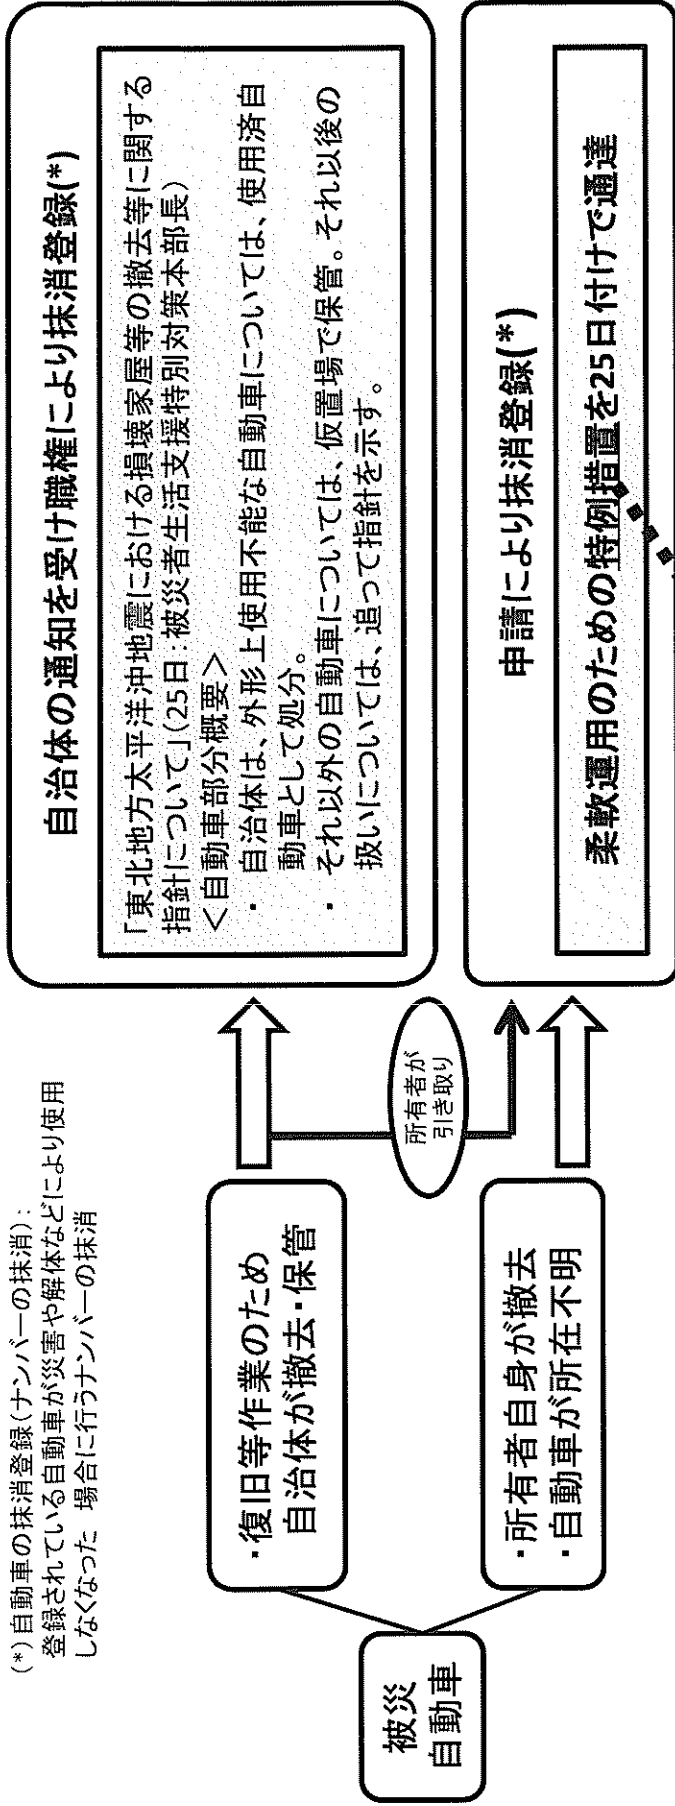 (*)自動車の抹消登録(ナンバーの抹消):
登録されている自動車が災害や解体などにより使用
しなくなった 場合に行うナンバーの抹消
被災
自動車
・復旧等作業のため
自治体が撤去・保管
・所有者自身が撤去
・自動車が所在不明
所有者が
引き取り
自治体の通知を受け職権により抹消登録(*)
「東北地方太平洋沖地震における損壊家屋等の撤去等に関する
指針について」(25日:被災者生活支援特別対策本部長)
＜自動車部分概要＞
・ 自治体は、外形上使用不能な自動車については、使用済自
動車として処分。
・ それ以外の自動車については、仮置場で保管。それ以後の
扱いについては、追って指針を示す。
申請により抹消登録(*)
柔軟運用のための特例措置を25日付けで通達